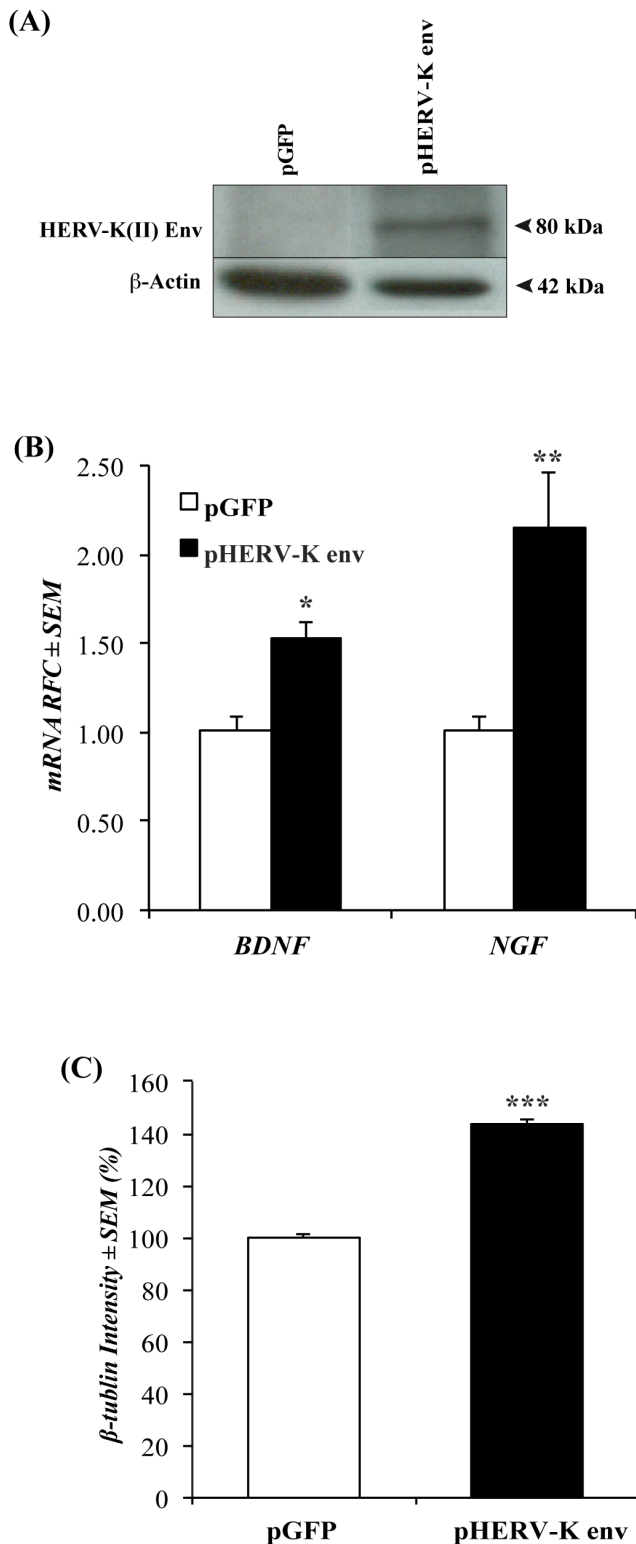 (A)
pGFP
pHERV-K env
HERV-K(II) Env
80 kDa
β-Actin
42 kDa
(B)
mRNA RFC ± SEM
2.50
2.00
1.50
1.00
0.50
0.00
pGFP
pHERV-K env
*
**
BDNF
NGF
(C)
β-tublin Intensity ± SEM (%)
160
140
120
100
80
60
40
20
0
***
pGFP
pHERV-K env